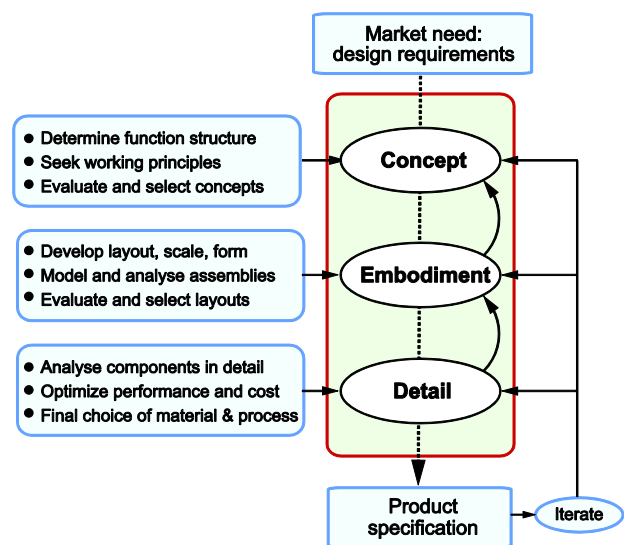 Market need:
design requirements
● Determine function structure
● Seek working principles
● Evaluate and select concepts
Concept
● Develop layout, scale, form
● Model and analyse assemblies
● Evaluate and select layouts
Embodiment
● Analyse components in detail
● Optimize performance and cost
● Final choice of material & process
Detail
Product
specification
Iterate